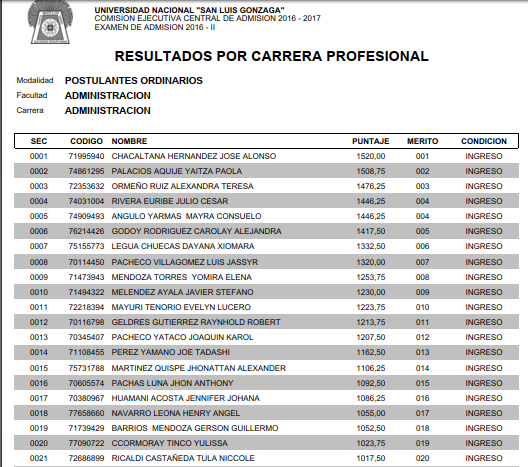 UNIVERSIDAD NACIONAL "SAN LUIS GONZAGA"
COMISION EJECUTIVA CENTRAL DE ADMISION 2016 - 2017
EXAMEN DE ADMISION 2016 - II
RESULTADOS POR CARRERA PROFESIONAL
Modalidad POSTULANTES ORDINARIOS
Facultad ADMINISTRACION
Carrera ADMINISTRACION
SEC CODIGO NOMBRE PUNTAJE MERITO CONDICION
0001 71995940 CHACALTANA HERNANDEZ JOSE ALONSO 1520,00 001 INGRESO
0002 74861295 PALACIOS AQUIJE YAITZA PAOLA 1508,75 002 INGRESO
0003 72353632 ORMEÑO RUIZ ALEXANDRA TERESA 1476,25 003 INGRESO
0004 74031004 RIVERA EURIBE JULIO CESAR 1446,25 004 INGRESO
0005 74909493 ANGULO YARMAS MAYRA CONSUELO 1446,25 004 INGRESO
0006 76214426 GODOY RODRIGUEZ CAROLAY ALEJANDRA 1417,50 005 INGRESO
0007 75155773 LEGUA CHUECAS DAYANA XIOMARA 1332,50 006 INGRESO
0008 70114450 PACHECO VILLAGOMEZ LUIS JASSYR 1320,00 007 INGRESO
0009 71473943 MENDOZA TORRES YOMIRA ELENA 1253,75 008 INGRESO
0010 71494322 MELENDEZ AYALA JAVIER STEFANO 1230,00 009 INGRESO
0011 72218394 MAYURI TENORIO EVELYN LUCERO 1223,75 010 INGRESO
0012 70116798 GELDRES GUTIERREZ RAYNHOLD ROBERT 1213,75 011 INGRESO
0013 70345407 PACHECO YATACO JOAQUIN KAROL 1207,50 012 INGRESO
0014 71108455 PEREZ YAMANO JOE TADASHI 1162,50 013 INGRESO
0015 75731788 MARTINEZ QUISPE JHONATTAN ALEXANDER 1106,25 014 INGRESO
0016 70605574 PACHAS LUNA JHON ANTHONY 1092,50 015 INGRESO
0017 70380967 HUAMANI ACOSTA JENNIFER JOHANA 1086,25 016 INGRESO
0018 77658660 NAVARRO LEONA HENRY ANGEL 1055,00 017 INGRESO
0019 71739429 BARRIOS MENDOZA GERSON GUILLERMO 1052,50 018 INGRESO
0020 77090722 CCORMORAY TINCO YULISSA 1023,75 019 INGRESO
0021 72686899 RICALDI CASTAÑEDA TULA NICCOLE 1017,50 020 INGRESO